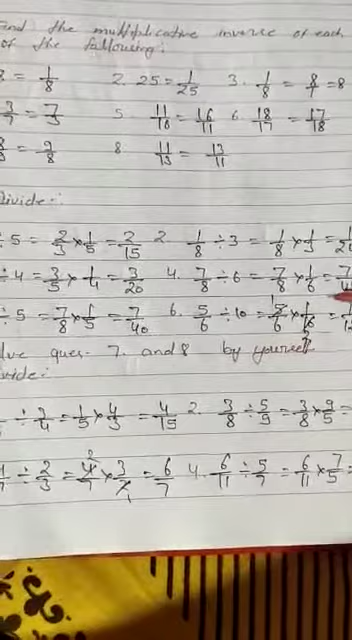 Find the multiplicative inverse of each
of the following:
8 = 1/8 2. 25 = 1/25 3. 1/8 = 8/1 = 8
3/7 = 7/3 5. 11/16 = 16/11 6. 18/17 = 17/18
= 9/8 8 11/13 = 13/11
Divide:-
÷ 5 = 2/3 × 1/5 = 2/15 2. 1/8 ÷ 3 = 1/8 × 1/3 =
÷ 4 = 3/5 × 1/4 = 3/20 4. 7/8 ÷ 6 = 7/8 × 1/6 =
÷ 5 = 7/8 × 1/5 = 7/40 6. 5/6 ÷ 10 = 5/6 × 1/10 =
ques. 7. and 8 by yourself
Divide:
÷ 3/4 = 1/5 × 4/3 = 4/15 2. 3/8 ÷ 5/9 = 3/8 × 9/5 =
÷ 2/3 = 4/7 × 3/2 = 6/7 4. 6/11 ÷ 5/7 = 6/11 × 7/5 =